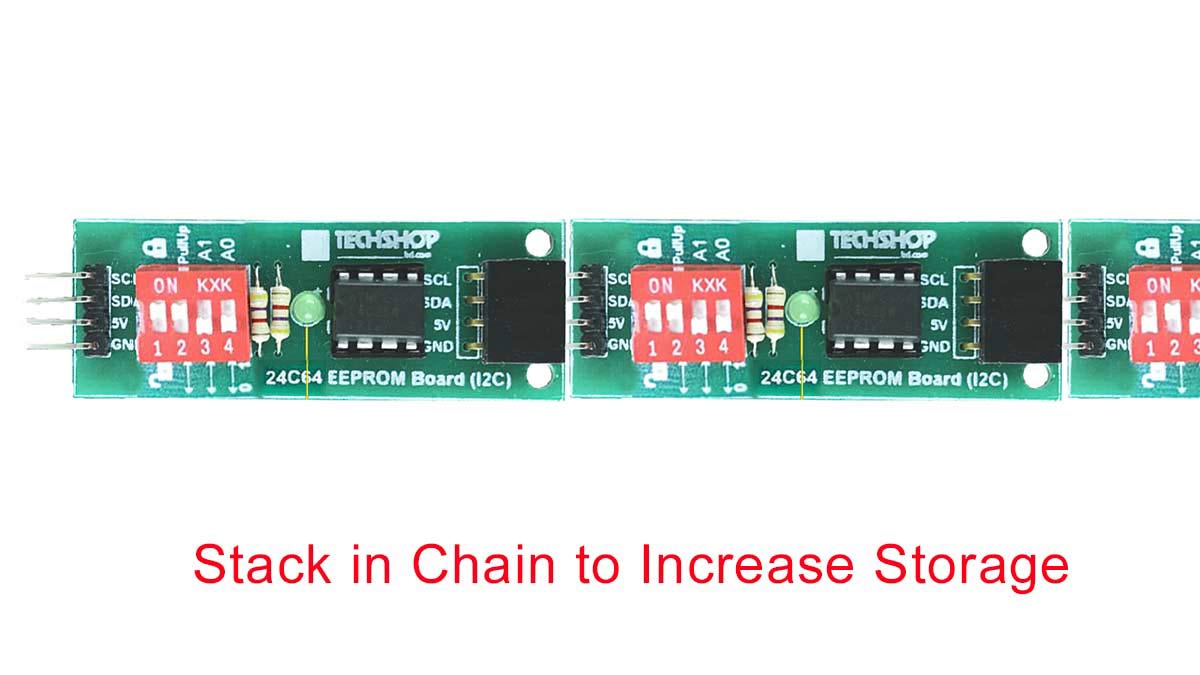 TECHSHOP
PullUp
A1
A0
SCL
SDA
5V
GND
ON KXK
1 2 3 4
0
SCL
SDA
5V
GND
24C64 EEPROM Board (I2C)
TECHSHOP
PullUp
A1
A0
SCL
SDA
5V
GND
ON KXK
1 2 3 4
0
SCL
SDA
5V
GND
24C64 EEPROM Board (I2C)
PullUp
A1
SCL
SDA
5V
GND
ON
1 2 3
Stack in Chain to Increase Storage